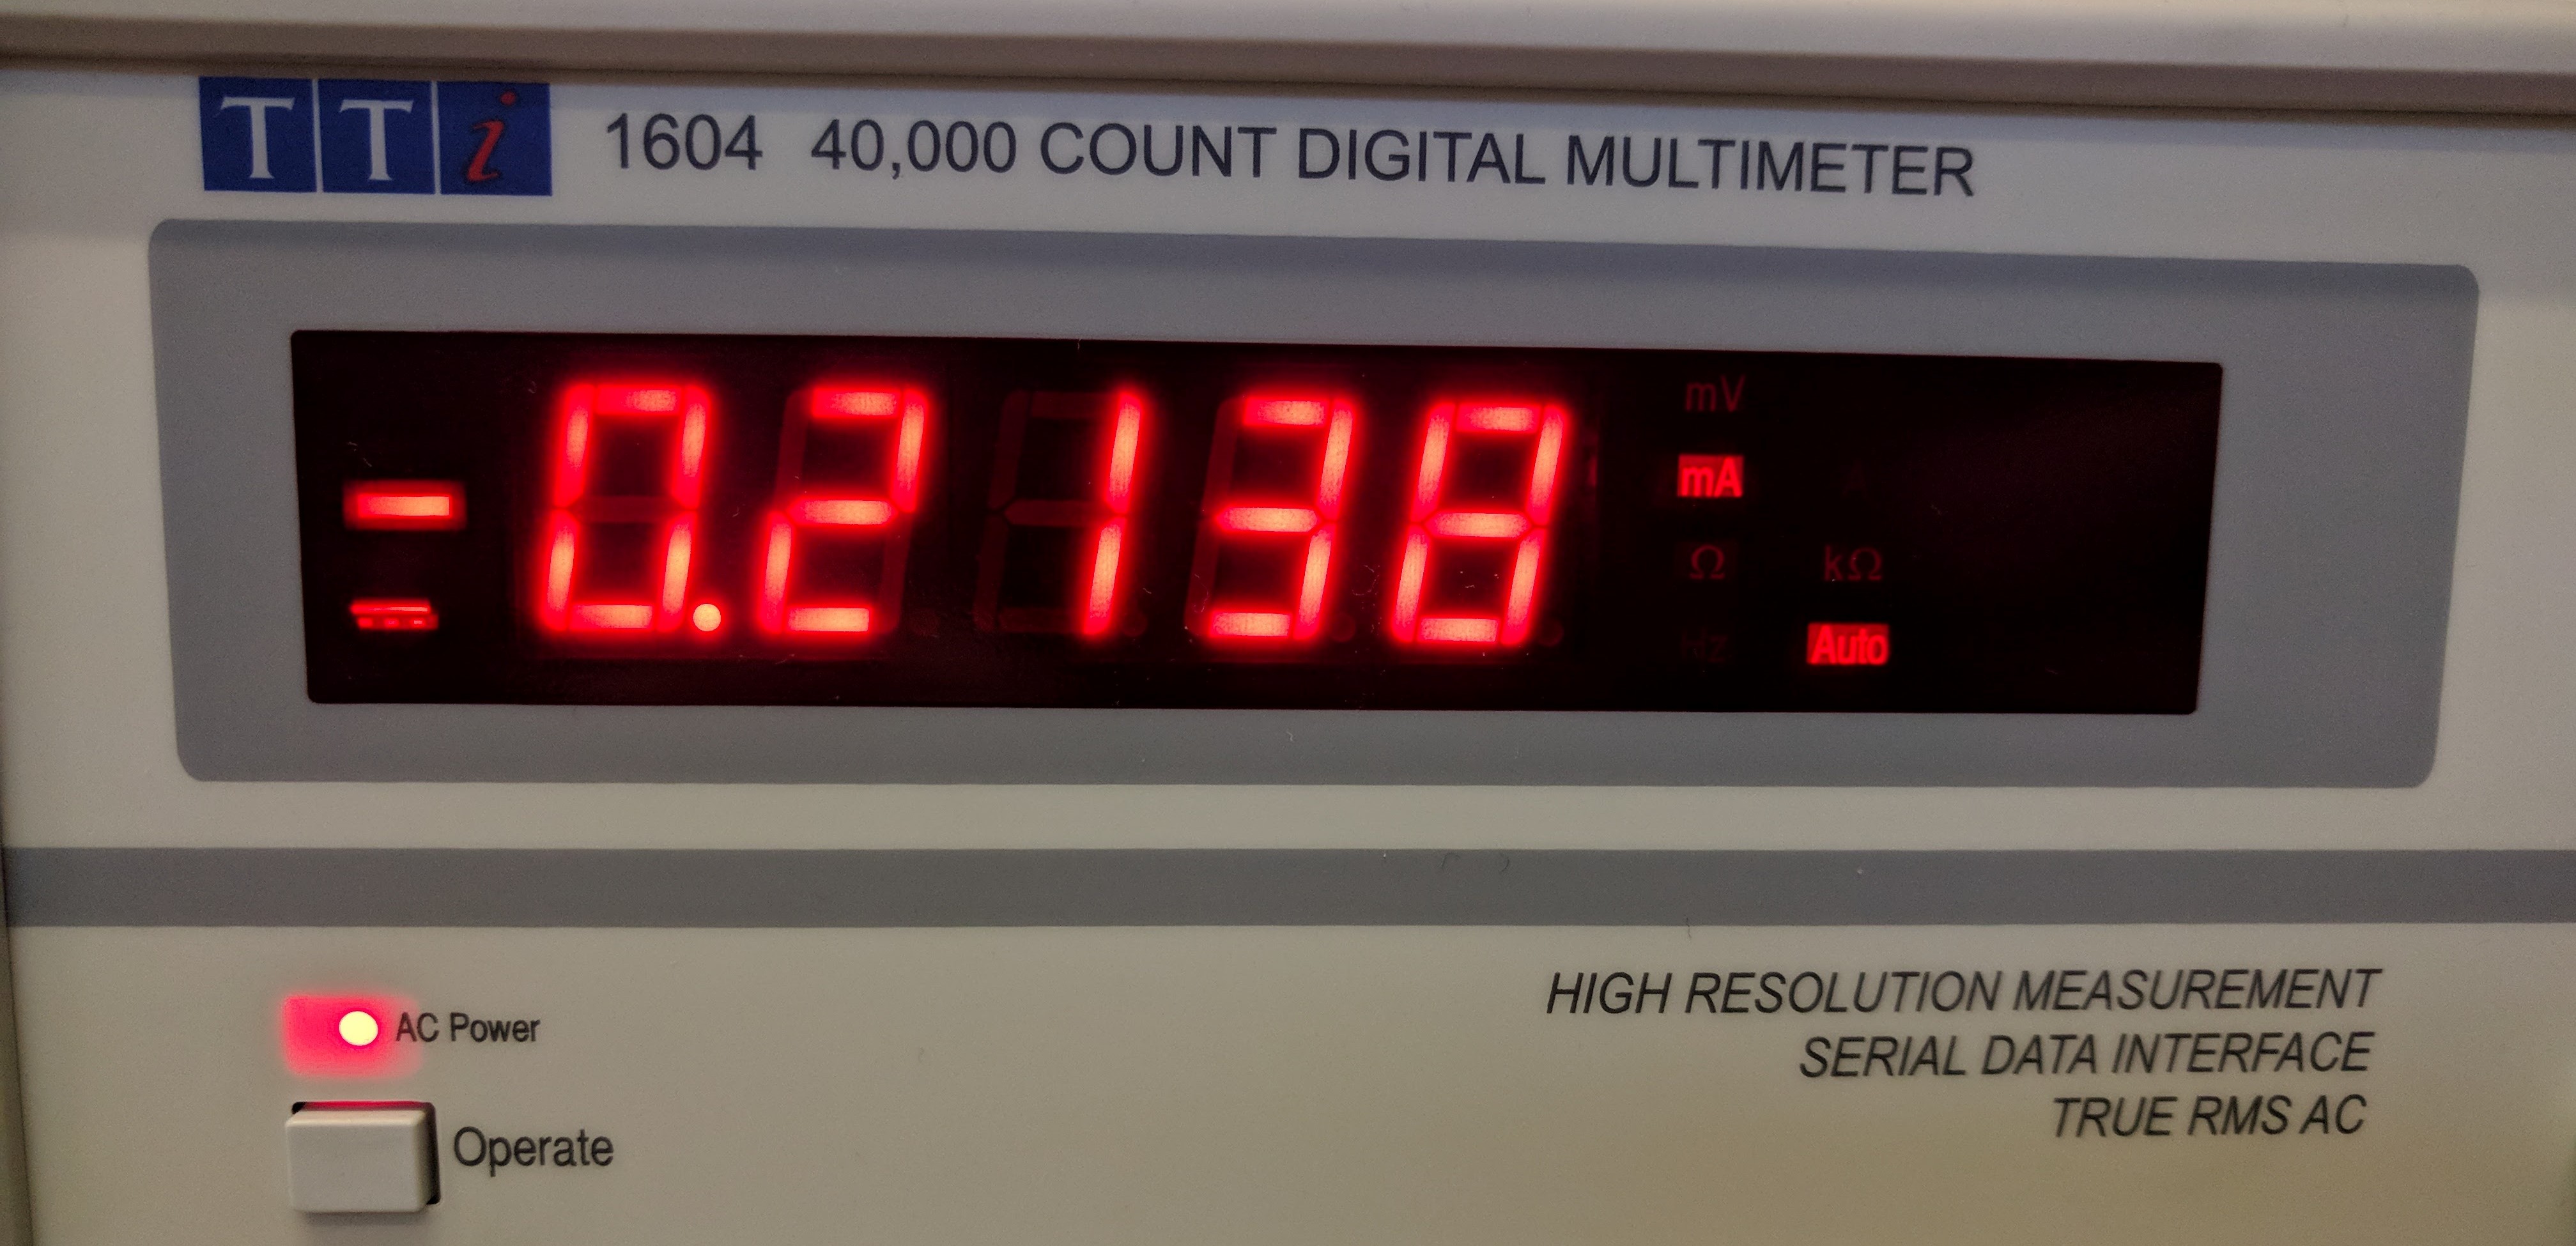 TTi 1604 40,000 COUNT DIGITAL MULTIMETER
mV
-0.2138 mA
Ω kΩ
Hz Auto
AC Power
Operate
HIGH RESOLUTION MEASUREMENT
SERIAL DATA INTERFACE
TRUE RMS AC